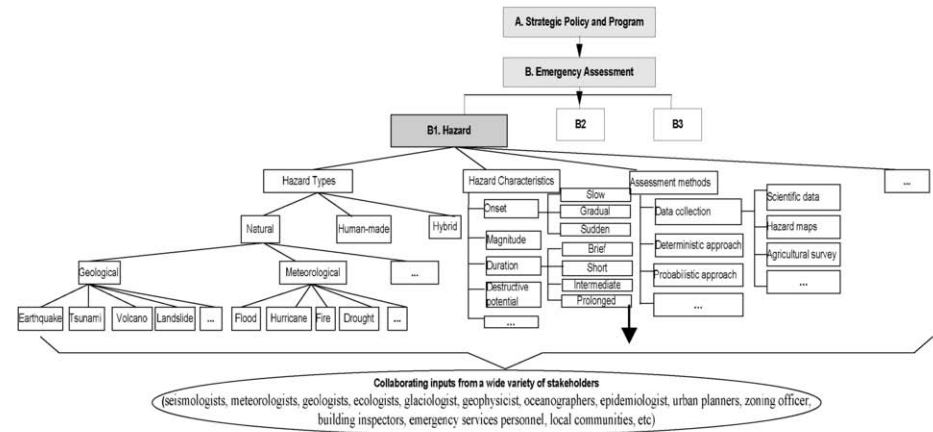 A. Strategic Policy and Program
B. Emergency Assessment
B1. Hazard
B2
B3
Hazard Types
Hazard Characteristics
Assessment methods
...
Natural
Human-made
Hybrid
Geological
Meteorological
...
Earthquake
Tsunami
Volcano
Landslide
...
Flood
Hurricane
Fire
Drought
...
Onset
Magnitude
Duration
Destructive
potential
...
Slow
Gradual
Sudden
Brief
Short
Intermediate
Prolonged
Data collection
Deterministic approach
Probabilistic approach
...
Scientific data
Hazard maps
Agricultural survey
...
Collaborating inputs from a wide variety of stakeholders
(seismologists, meteorologists, geologists, ecologists, glaciologist, geophysicist, oceanographers, epidemiologist, urban planners, zoning officer,
building inspectors, emergency services personnel, local communities, etc)